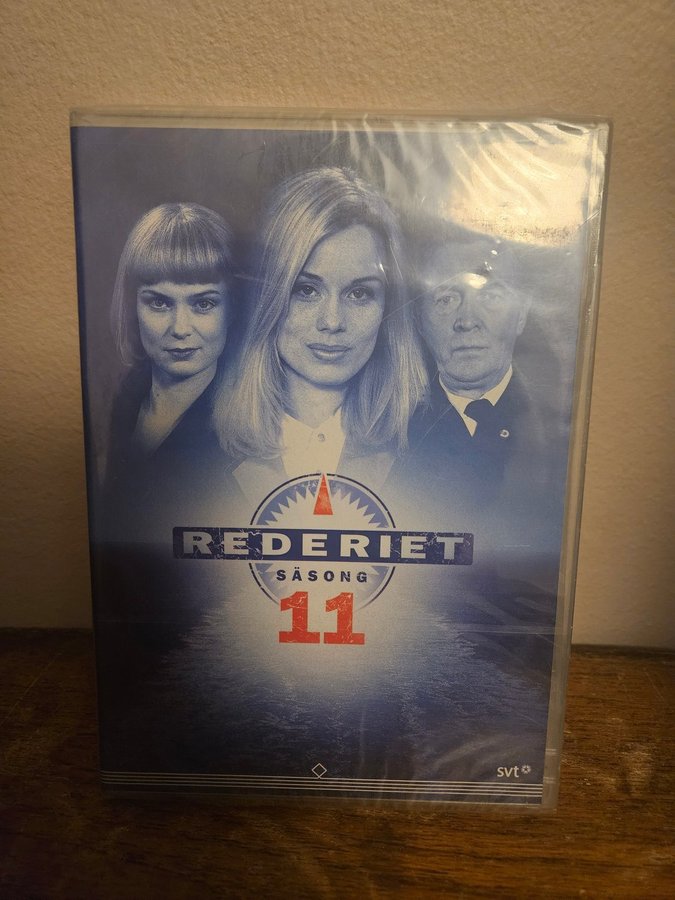 REDERIET
SÄSONG
11
svt